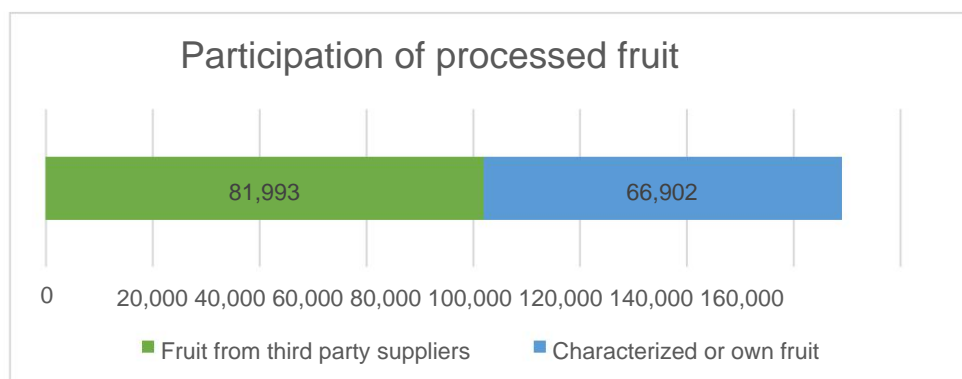 Participation of processed fruit
81,993 66,902
0 20,000 40,000 60,000 80,000 100,000 120,000 140,000 160,000
Fruit from third party suppliers Characterized or own fruit